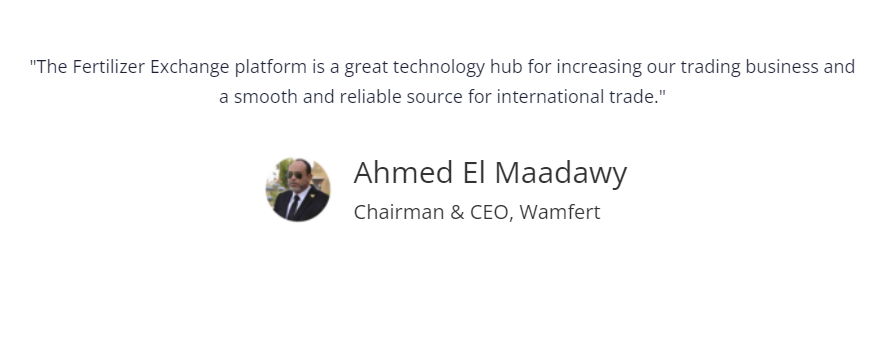 "The Fertilizer Exchange platform is a great technology hub for increasing our trading business and
a smooth and reliable source for international trade."
Ahmed El Maadawy
Chairman & CEO, Wamfert